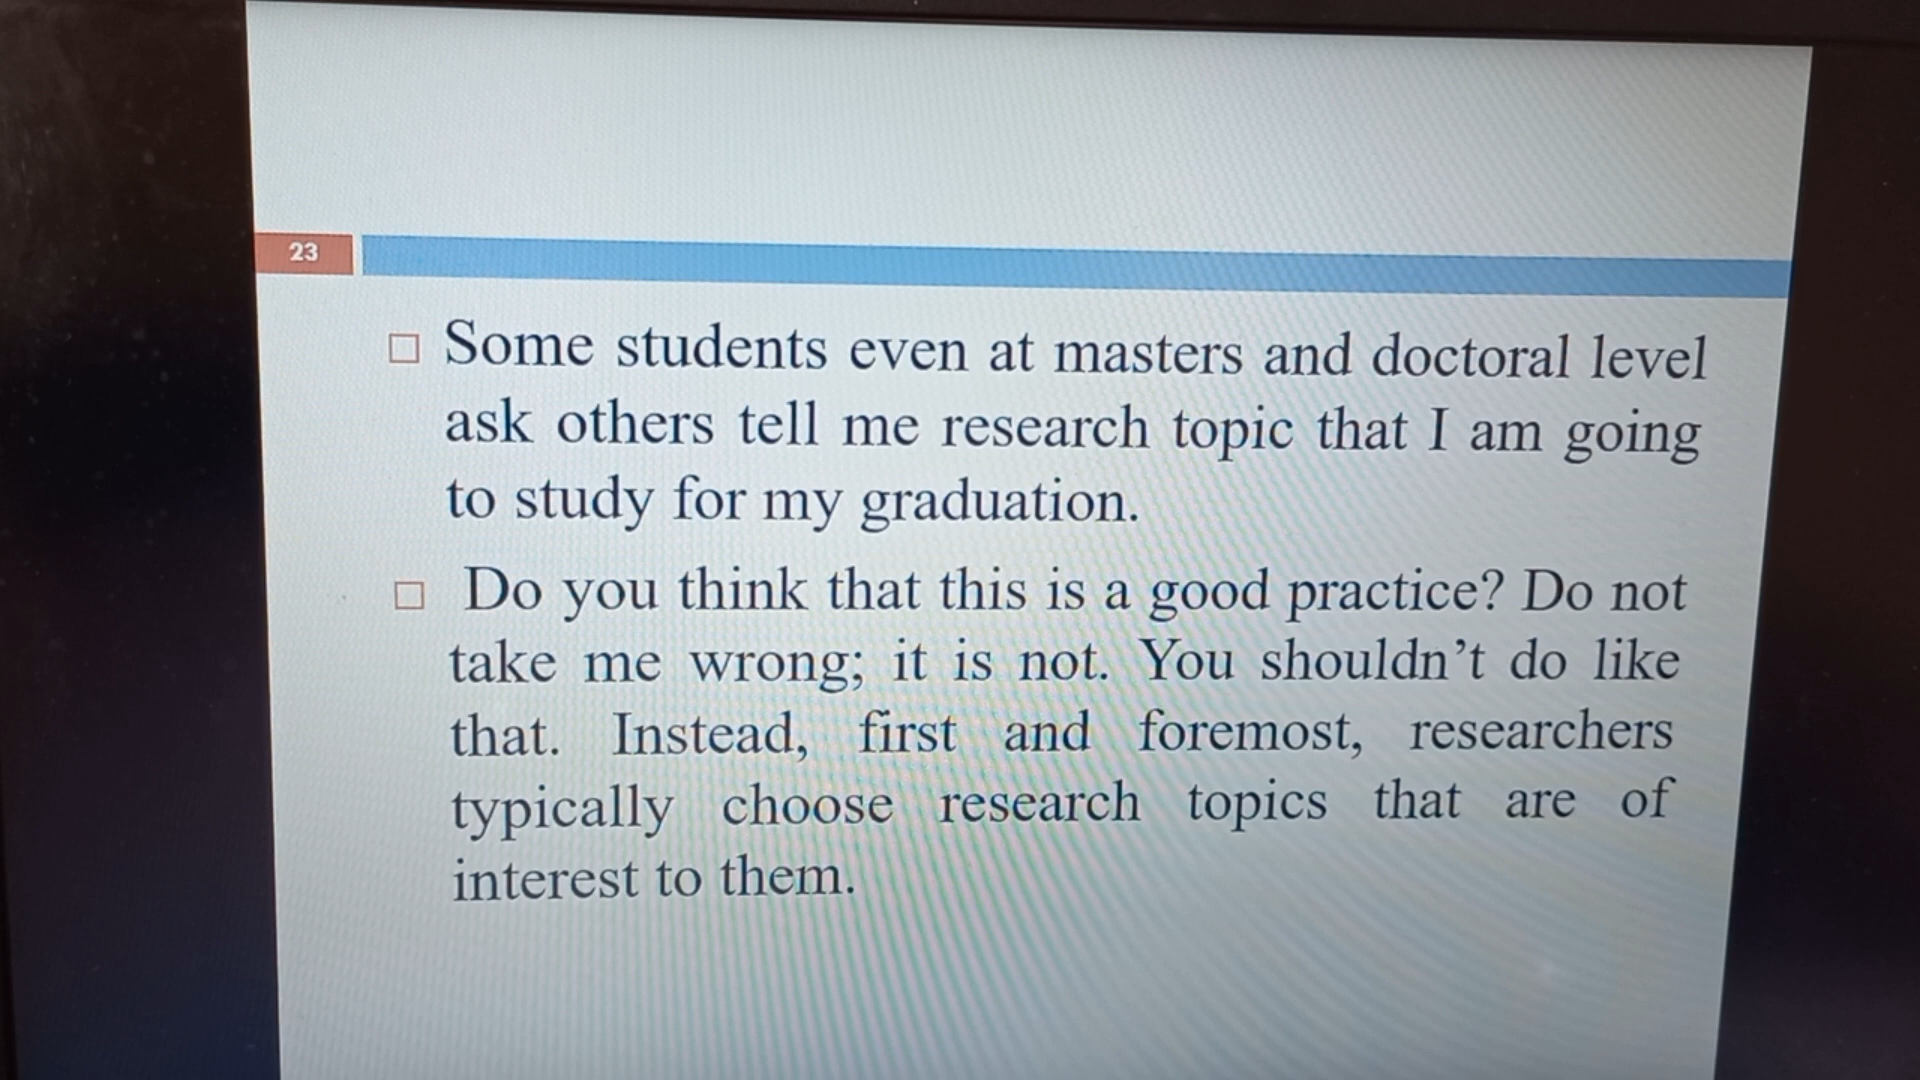 23
Some students even at masters and doctoral level
ask others tell me research topic that I am going
to study for my graduation.
Do you think that this is a good practice? Do not
take me wrong; it is not. You shouldn’t do like
that. Instead, first and foremost, researchers
typically choose research topics that are of
interest to them.